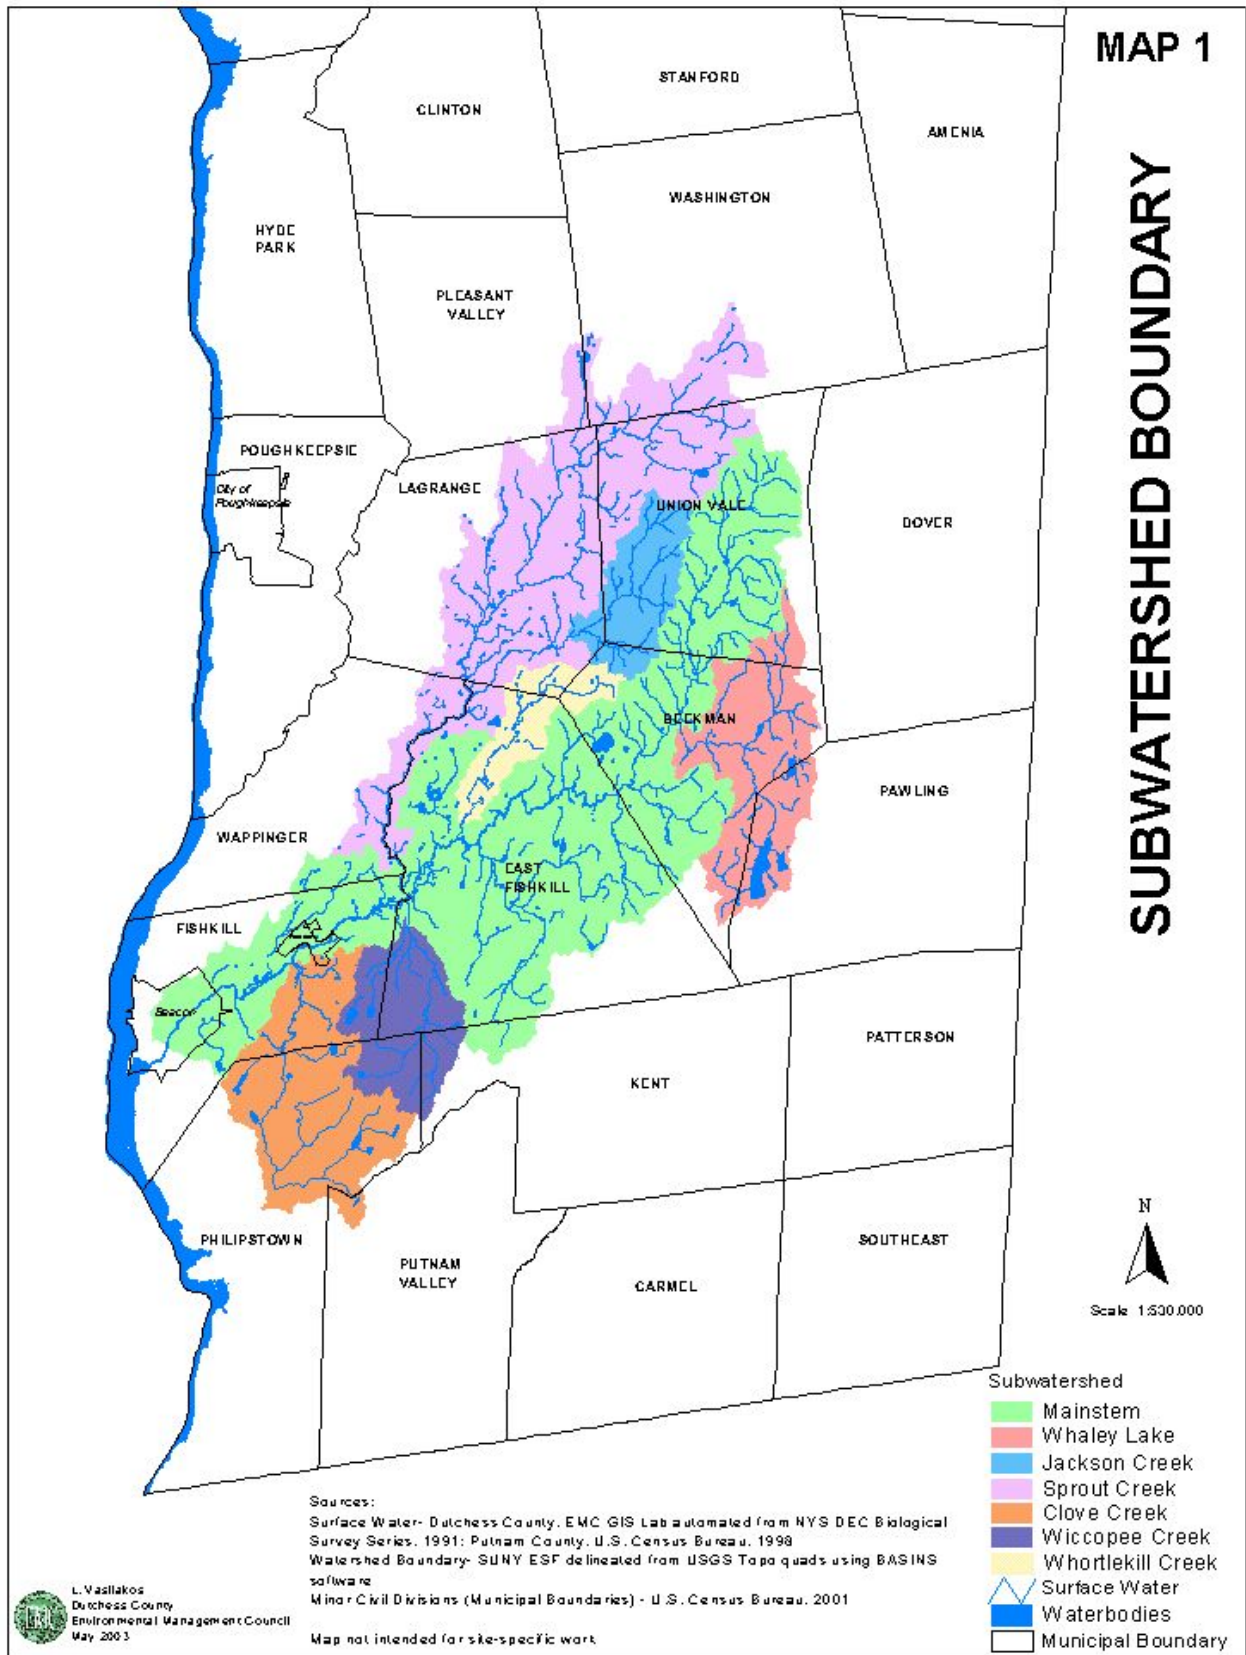 MAP 1
SUBWATERSHED BOUNDARY
STANFORD
CLINTON
AMENIA
WASHINGTON
HYDE
PARK
PLEASANT
VALLEY
POUGHKEEPSIE
City of
Poughkeepsie
LAGRANGE
UNION VALE
DOVER
BEEKMAN
PAWLING
WAPPINGER
EAST
FISHKILL
FISHKILL
Beacon
PATTERSON
KENT
PHILIPSTOWN
PUTNAM
VALLEY
CARMEL
SOUTHEAST
N
Scale 1:530,000
Subwatershed
Mainstem
Whaley Lake
Jackson Creek
Sprout Creek
Clove Creek
Wiccopee Creek
Whortlekill Creek
Surface Water
Waterbodies
Municipal Boundary
Sources:
Surface Water- Dutchess County, EMC GIS Lab automated from NYS DEC Biological
Survey Series, 1991; Putnam County, U.S. Census Bureau, 1998
Watershed Boundary- SUNY ESF delineated from USGS Topo quads using BASINS
software
Minor Civil Divisions (Municipal Boundaries) - U.S. Census Bureau, 2001
Map not intended for site-specific work
L. Vasilakos
Dutchess County
Environmental Management Council
May 2003